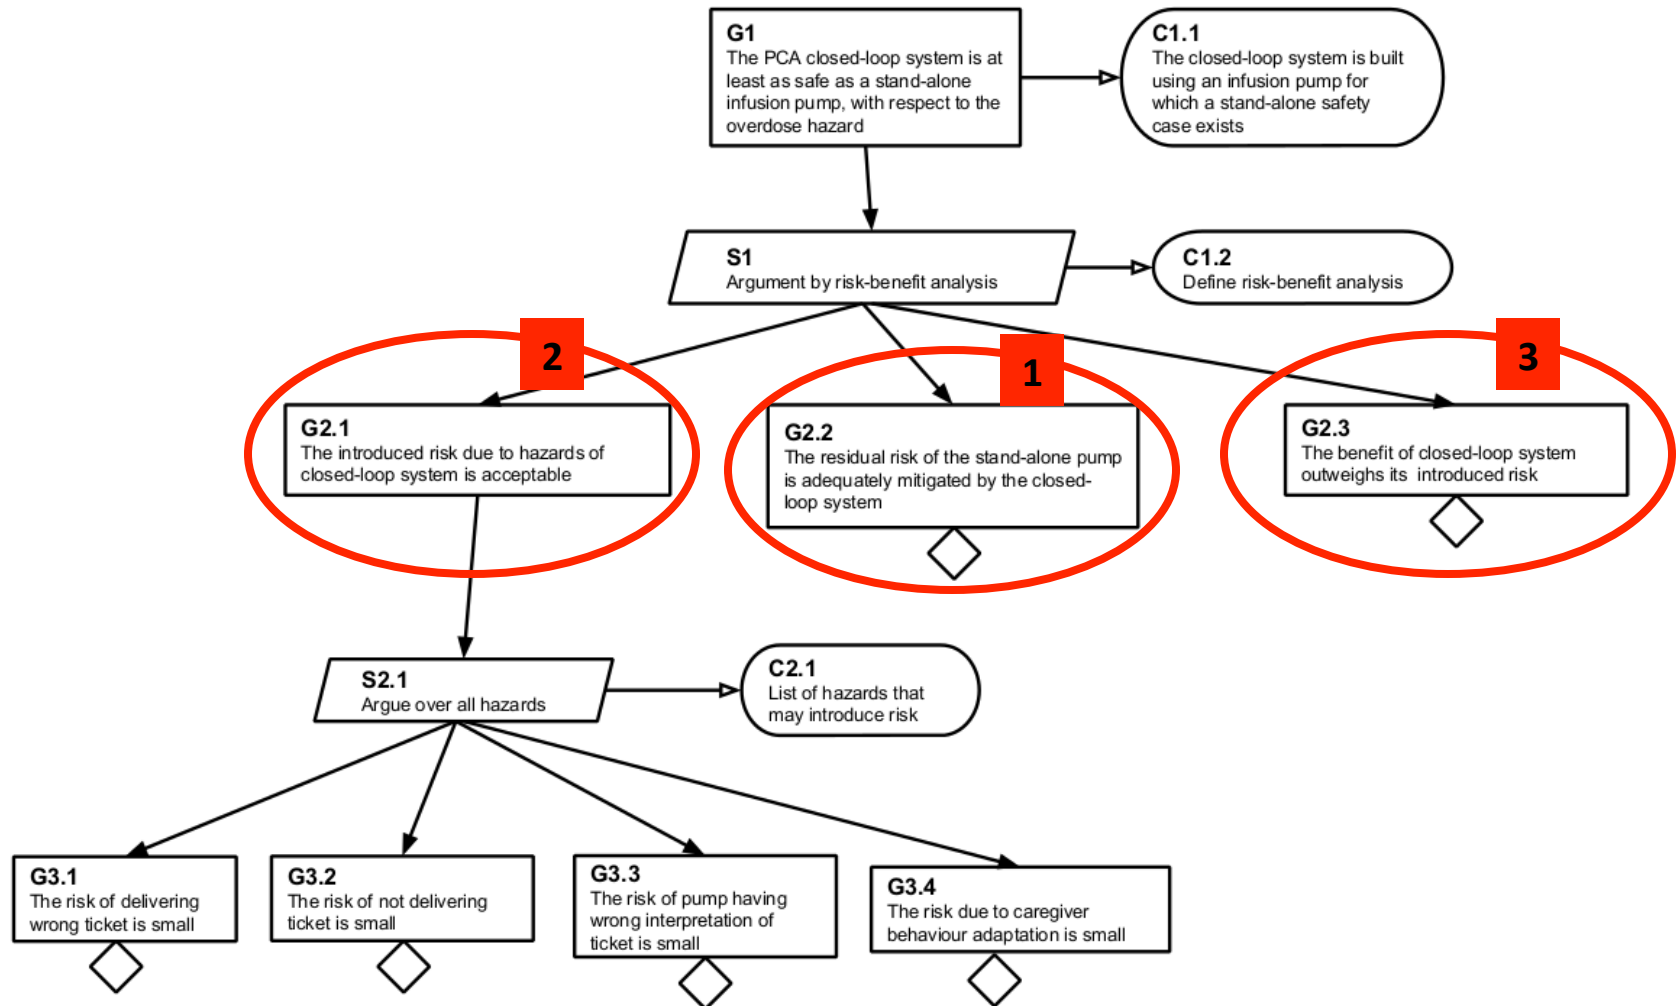 G1
The PCA closed-loop system is at
least as safe as a stand-alone
infusion pump, with respect to the
overdose hazard
C1.1
The closed-loop system is built
using an infusion pump for
which a stand-alone safety
case exists
S1
Argument by risk-benefit analysis
C1.2
Define risk-benefit analysis
2
G2.1
The introduced risk due to hazards of
closed-loop system is acceptable
1
G2.2
The residual risk of the stand-alone pump
is adequately mitigated by the closed-
loop system
3
G2.3
The benefit of closed-loop system
outweighs its introduced risk
S2.1
Argue over all hazards
C2.1
List of hazards that
may introduce risk
G3.1
The risk of delivering
wrong ticket is small
G3.2
The risk of not delivering
ticket is small
G3.3
The risk of pump having
wrong interpretation of
ticket is small
G3.4
The risk due to caregiver
behaviour adaptation is small